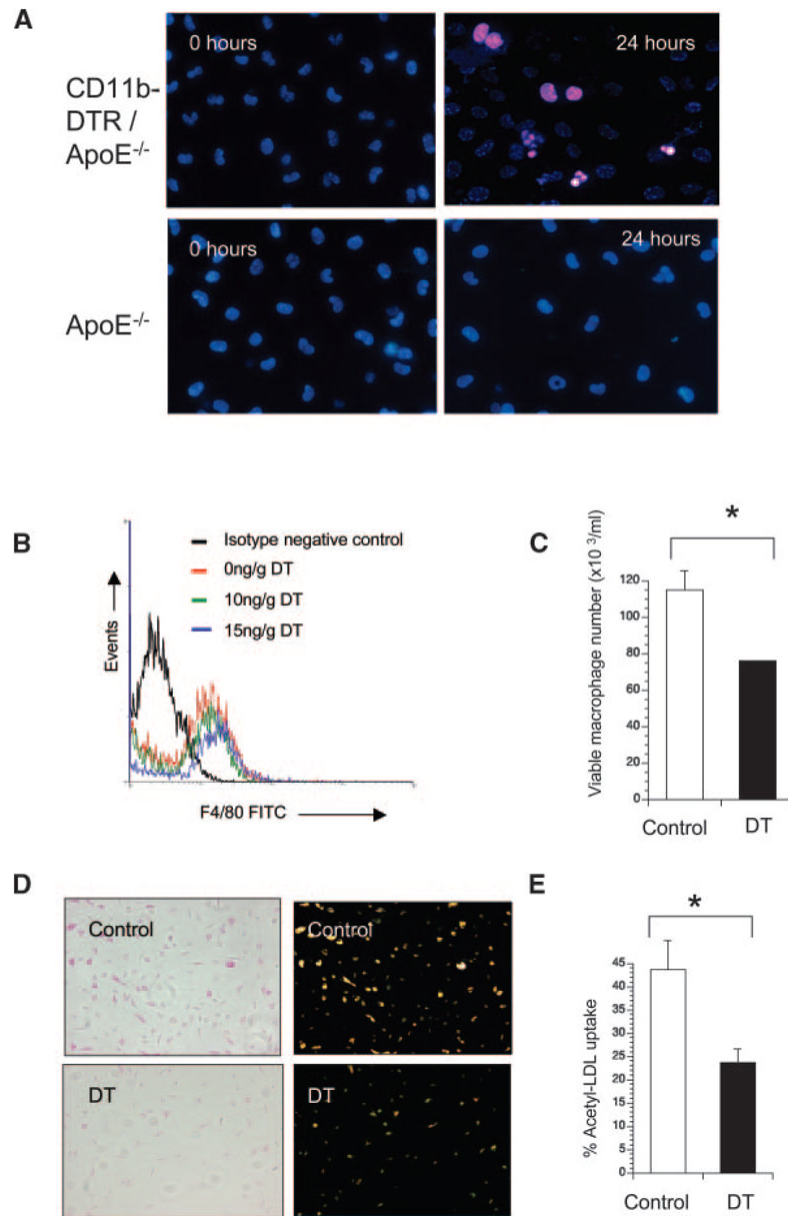 A
CD11b-
DTR /
ApoE-/-
0 hours
24 hours
ApoE-/-
0 hours
24 hours
B
Isotype negative control
0ng/g DT
10ng/g DT
15ng/g DT
Events
F4/80 FITC
C
*
Viable macrophage number (x10 3/ml)
120
100
80
60
40
20
0
Control
DT
D
Control
Control
DT
DT
E
*
% Acetyl-LDL uptake
45
40
35
30
25
20
15
10
5
0
Control
DT